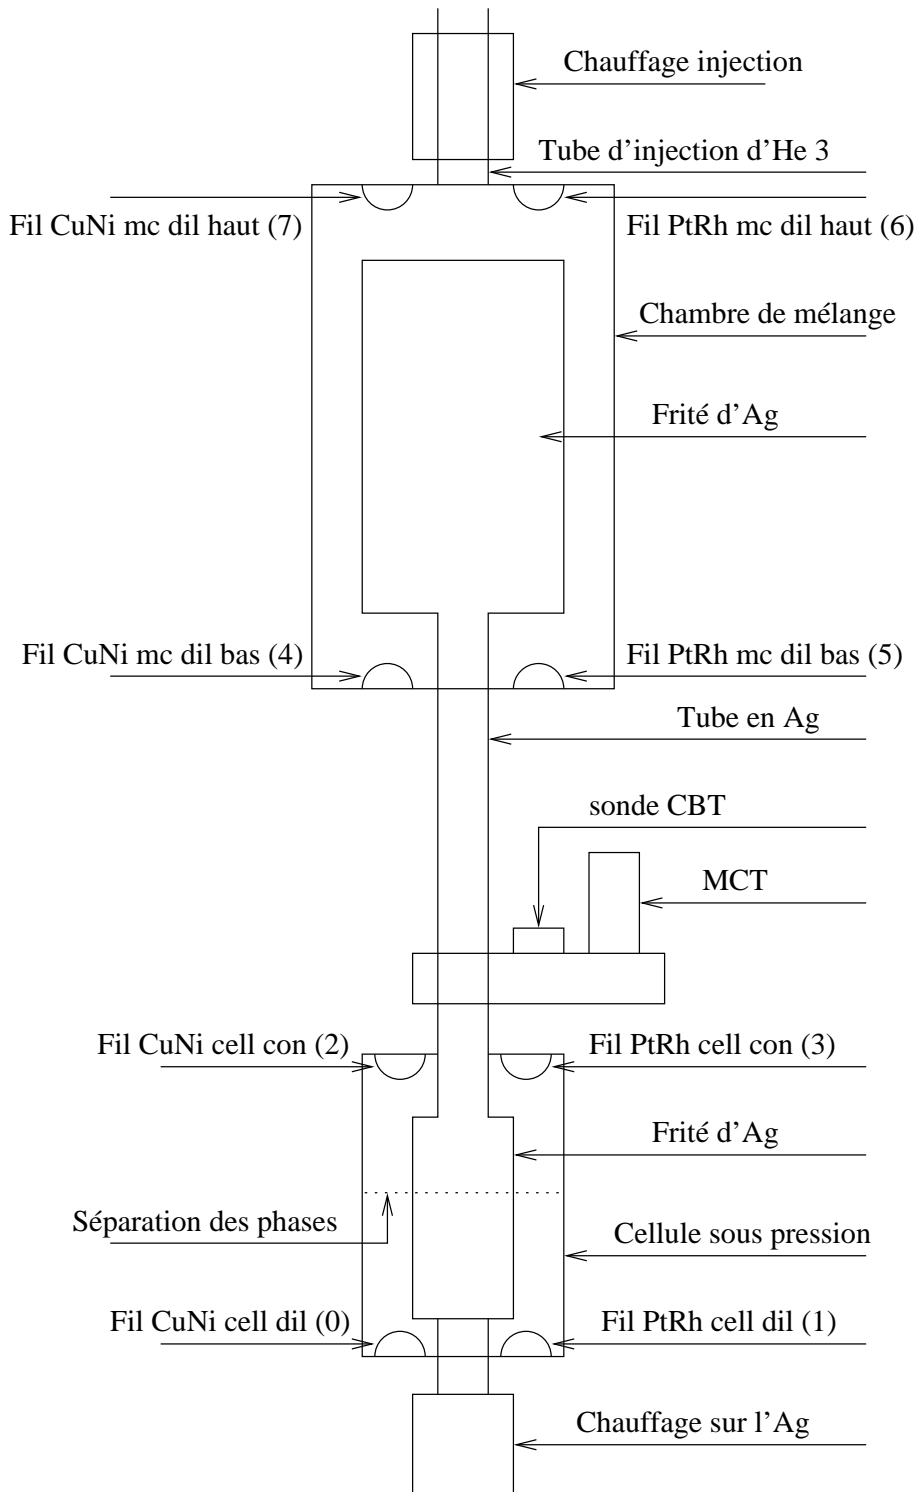 Chauffage injection
Tube d’injection d’He 3
Fil CuNi mc dil haut (7)
Fil PtRh mc dil haut (6)
Chambre de mélange
Frité d’Ag
Fil CuNi mc dil bas (4)
Fil PtRh mc dil bas (5)
Tube en Ag
sonde CBT
MCT
Fil CuNi cell con (2)
Fil PtRh cell con (3)
Frité d’Ag
Séparation des phases
Cellule sous pression
Fil CuNi cell dil (0)
Fil PtRh cell dil (1)
Chauffage sur l’Ag